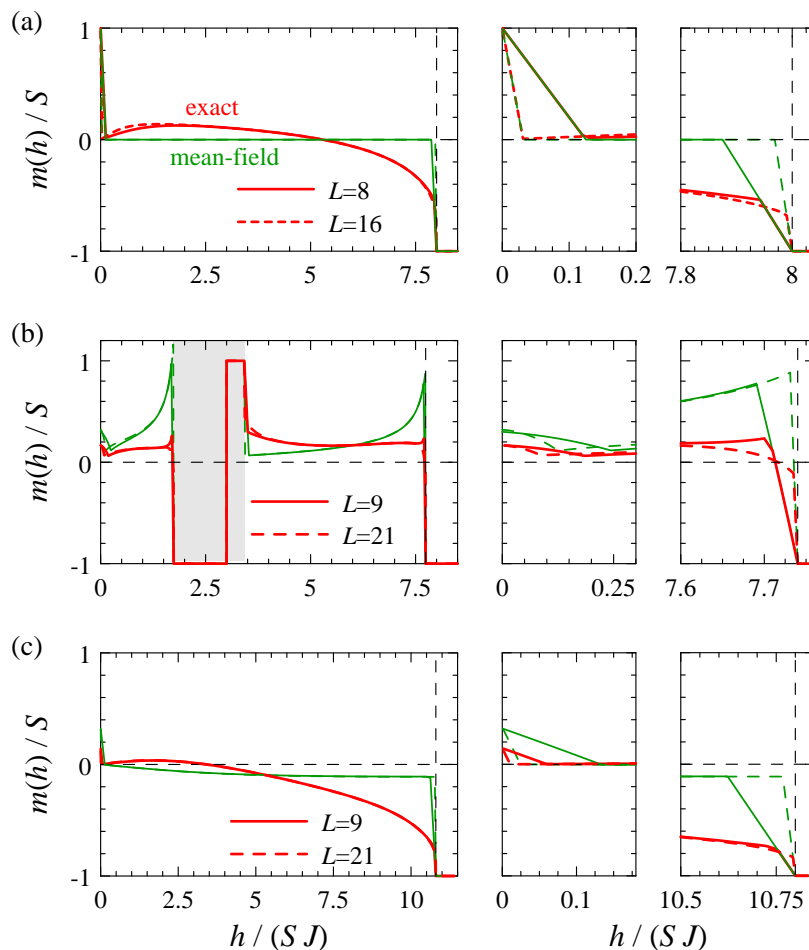 (a)
m(h) / S
1
0
-1
exact
mean-field
L=8
L=16
0 2.5 5 7.5
0 0.1 0.2
7.8 8
(b)
m(h) / S
1
0
-1
L=9
L=21
0 2.5 5 7.5
0 0.25
7.6 7.7
(c)
m(h) / S
1
0
-1
L=9
L=21
0 2.5 5 7.5 10
0 0.1
10.5 10.75
h / (S J)
h / (S J)